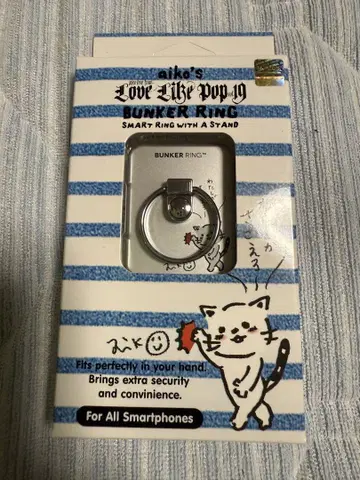 aiko's
Love Like Pop 19
BUNKER RING
SMART RING WITH A STAND
BUNKER RING™
aiko
Fits perfectly in your hand.
Brings extra security
and convinience.
For All Smartphones